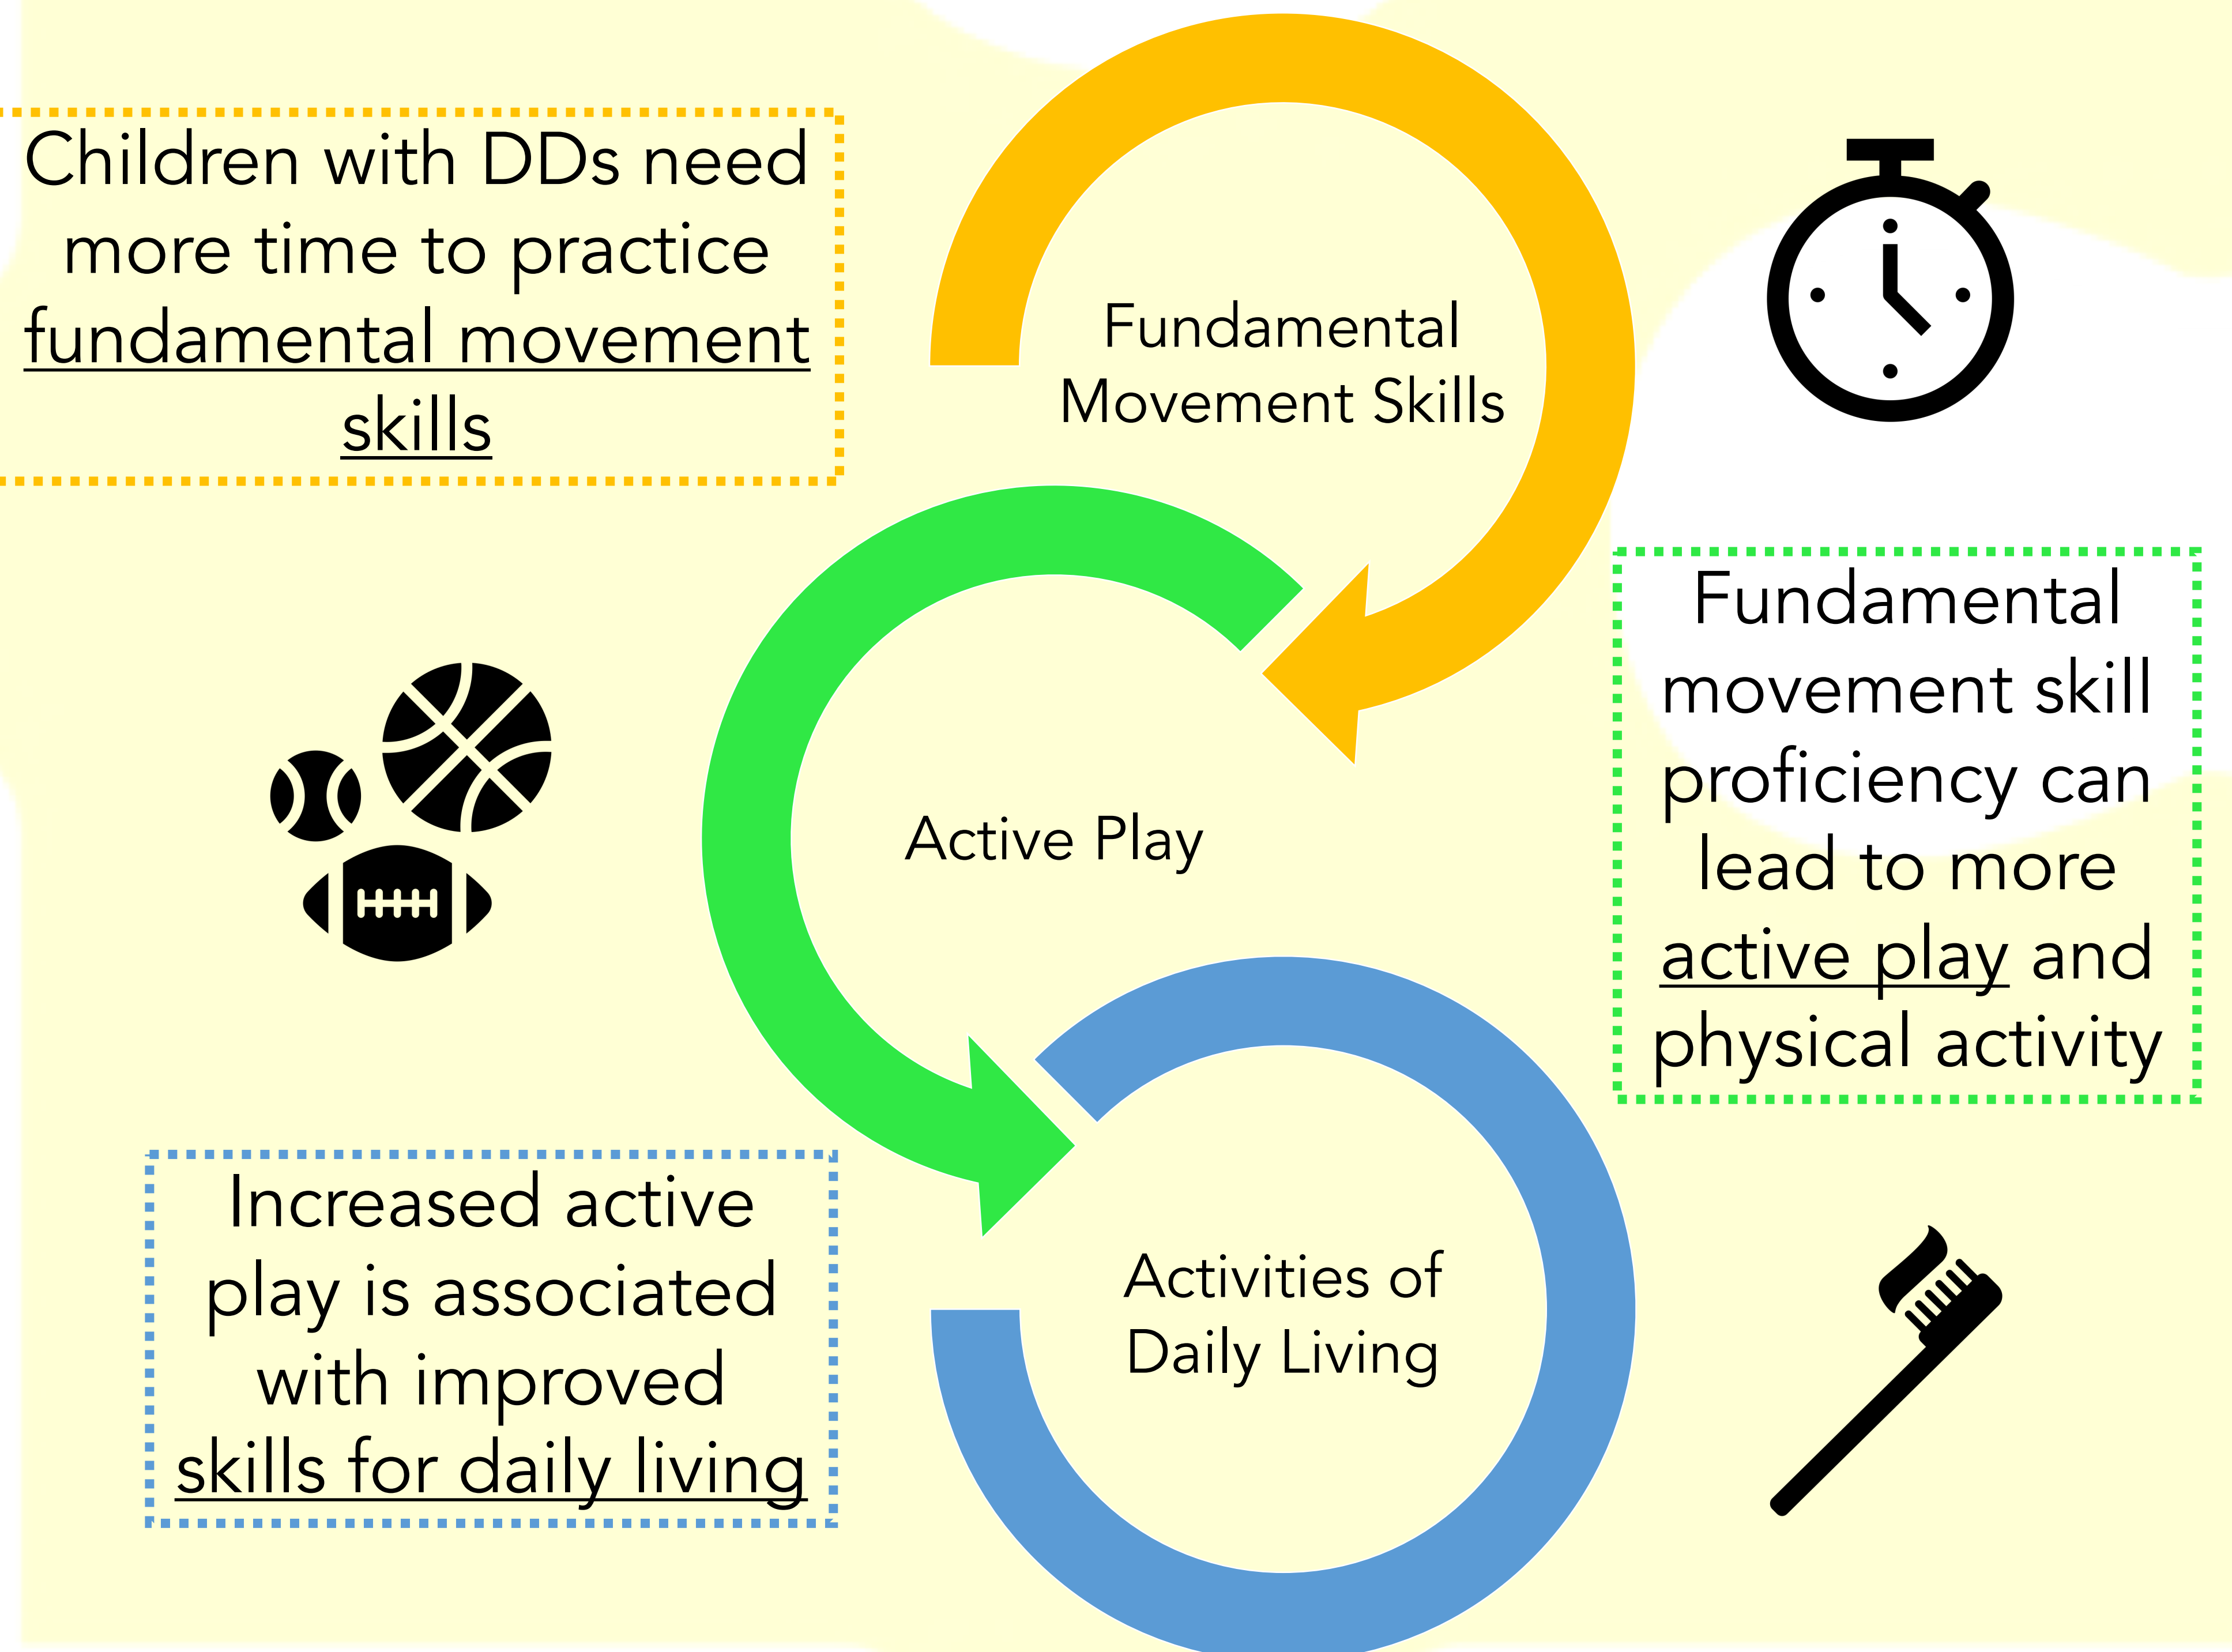 Children with DDs need
more time to practice
fundamental movement
skills
Fundamental
Movement Skills
Fundamental
movement skill
proficiency can
lead to more
active play and
physical activity
Active Play
Increased active
play is associated
with improved
skills for daily living
Activities of
Daily Living